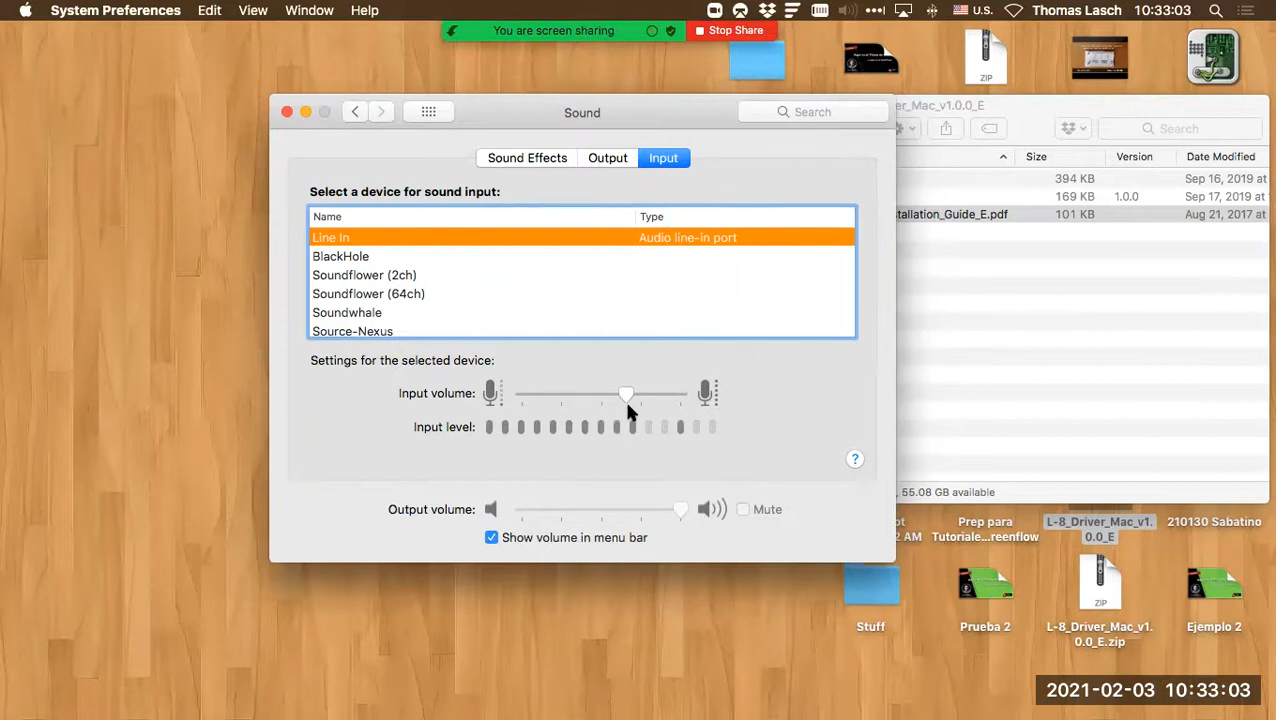 System Preferences Edit View Window Help U.S. Thomas Lasch 10:33:03
You are screen sharing Stop Share
ZIP
Sound
Search
er_Mac_v1.0.0_E
Search
Sound Effects Output Input
Size Version Date Modified
394 KB Sep 16, 2019 at
169 KB 1.0.0 Sep 17, 2019 at
stallation_Guide_E.pdf 101 KB Aug 21, 2017 at
Select a device for sound input:
Name Type
Line In Audio line-in port
BlackHole
Soundflower (2ch)
Soundflower (64ch)
Soundwhale
Source-Nexus
Settings for the selected device:
Input volume:
Input level:
?
55.08 GB available
Output volume: Mute
Show volume in menu bar
ot
2 AM
Prep para
Tutoriale...reenflow
L-8_Driver_Mac_v1.
0.0_E
210130 Sabatino
ZIP
Stuff
Prueba 2
L-8_Driver_Mac_v1.
0.0_E.zip
Ejemplo 2
2021-02-03 10:33:03